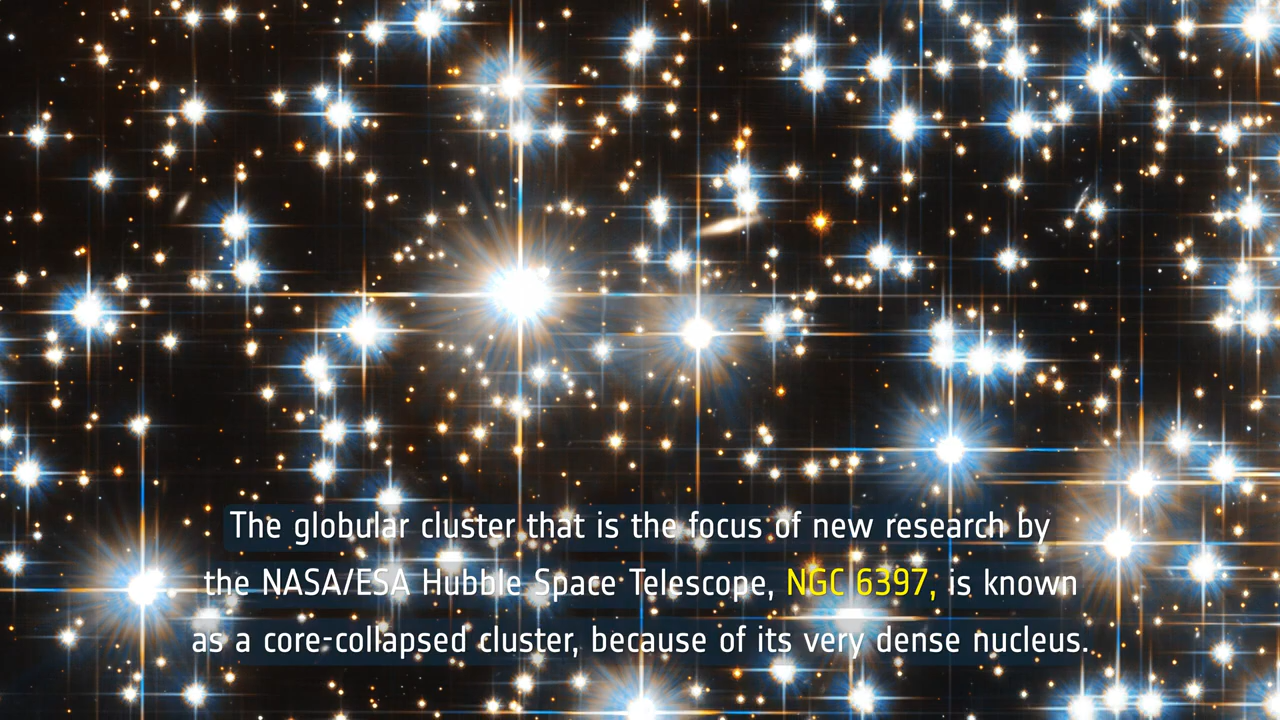 The globular cluster that is the focus of new research by
the NASA/ESA Hubble Space Telescope, NGC 6397, is known
as a core-collapsed cluster, because of its very dense nucleus.